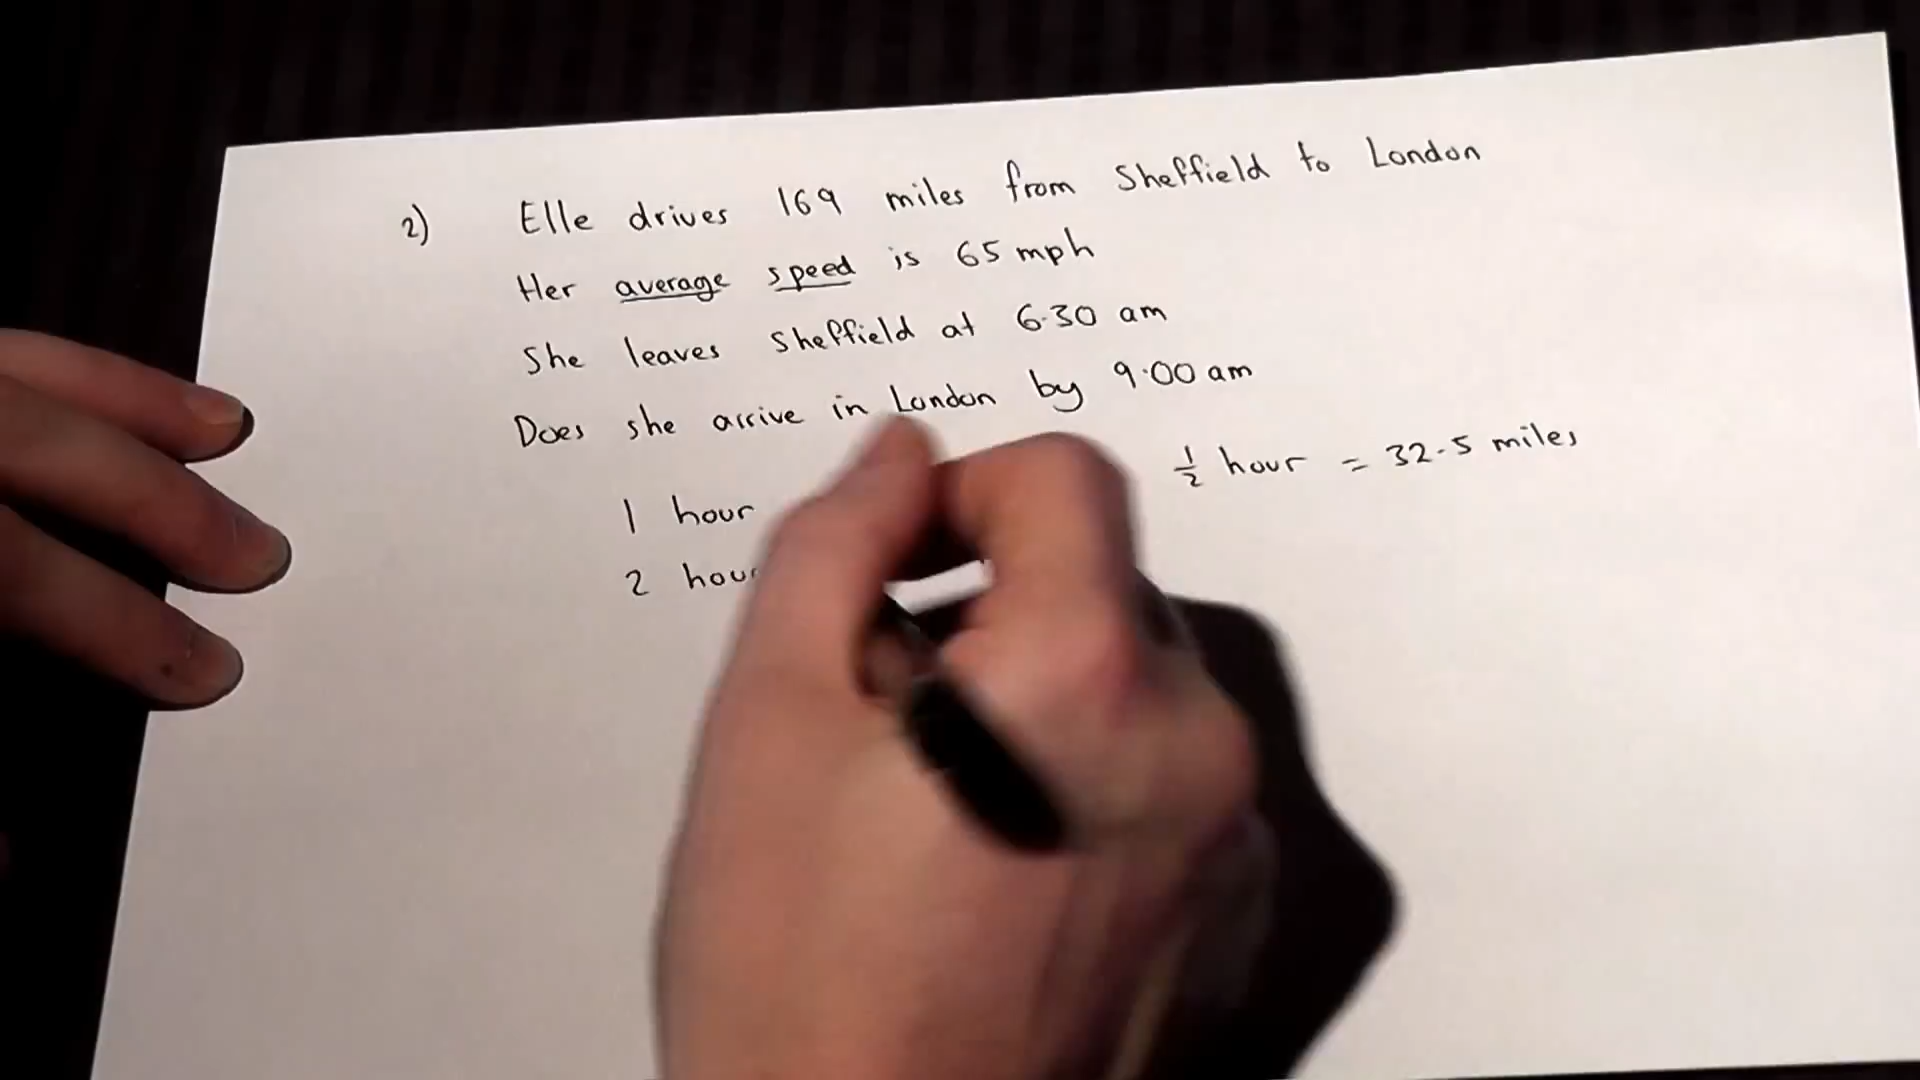 2) Elle drives 169 miles from Sheffield to London
Her average speed is 65 mph
She leaves Sheffield at 6.30 am
Does she arrive in London by 9.00 am
1/2 hour = 32.5 miles
1 hour
2